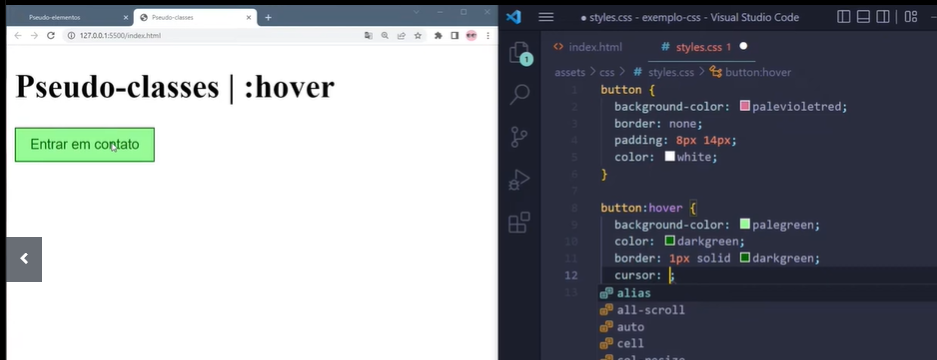 Pseudo-elementos
Pseudo-classes
127.0.0.1:5500/index.html
Pseudo-classes | :hover
Entrar em contato
● styles.css - exemplo-css - Visual Studio Code
1
index.html
# styles.css 1 ●
assets > css > # styles.css > button:hover
1 button {
2 background-color: palevioletred;
3 border: none;
4 padding: 8px 14px;
5 color: white;
6 }
7
8 button:hover {
9 background-color: palegreen;
10 color: darkgreen;
11 border: 1px solid darkgreen;
12 cursor: ;
13
alias
all-scroll
auto
cell